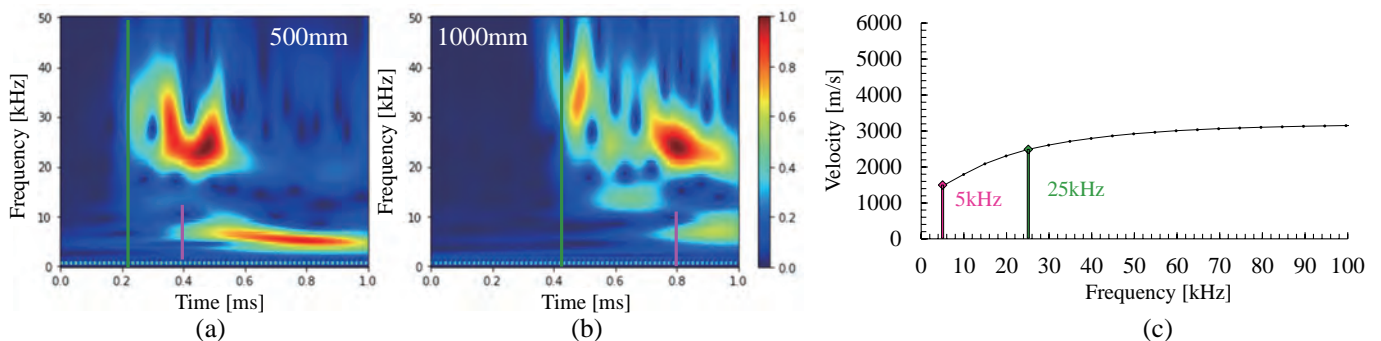 500mm
50
40
30
20
10
0
Frequency [kHz]
0.0 0.2 0.4 0.6 0.8 1.0
Time [ms]
(a)
1000mm
50
40
30
20
10
0
Frequency [kHz]
0.0 0.2 0.4 0.6 0.8 1.0
Time [ms]
(b)
1.0
0.8
0.6
0.4
0.2
0.0
6000
5000
4000
3000
2000
1000
0
Velocity [m/s]
5kHz
25kHz
0 10 20 30 40 50 60 70 80 90 100
Frequency [kHz]
(c)